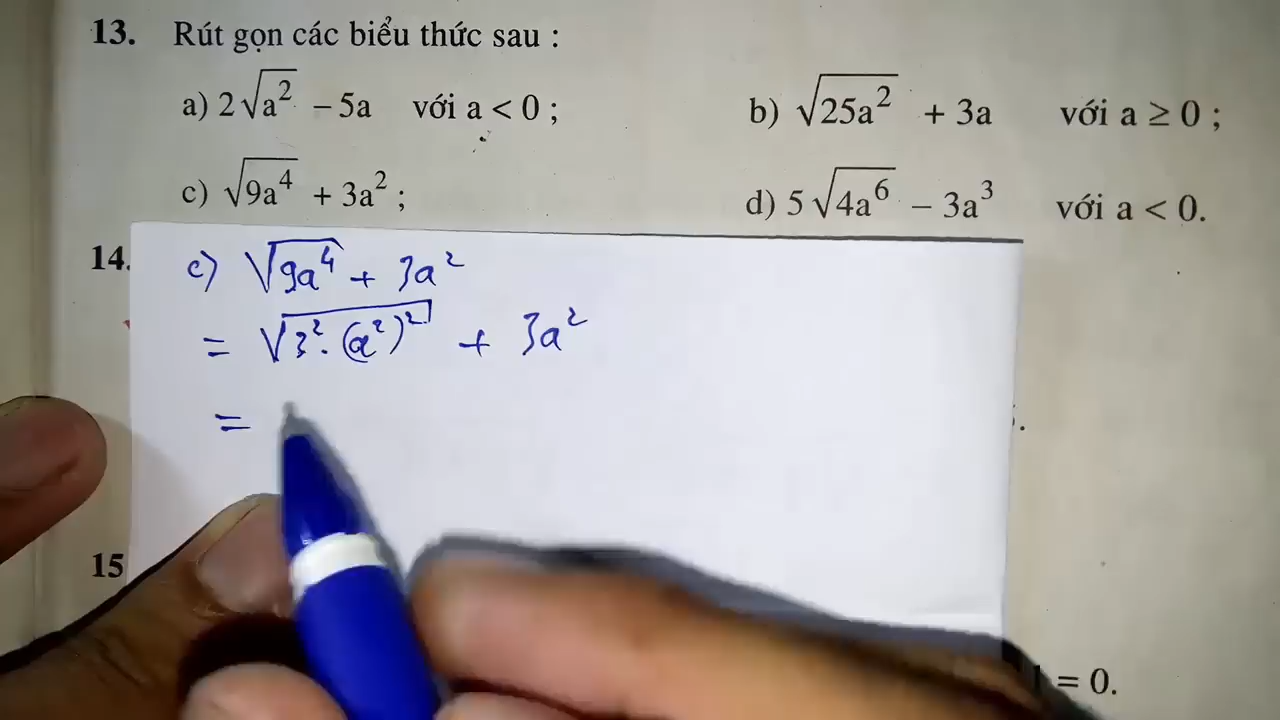 13. Rút gọn các biểu thức sau :
a) 2√a² − 5a với a < 0 ;
b) √25a² + 3a với a ≥ 0 ;
c) √9a⁴ + 3a² ;
d) 5√4a⁶ − 3a³ với a < 0.
14.
c) √9a⁴ + 3a²
= √3² . (a²)² + 3a²
=
15
= 0.